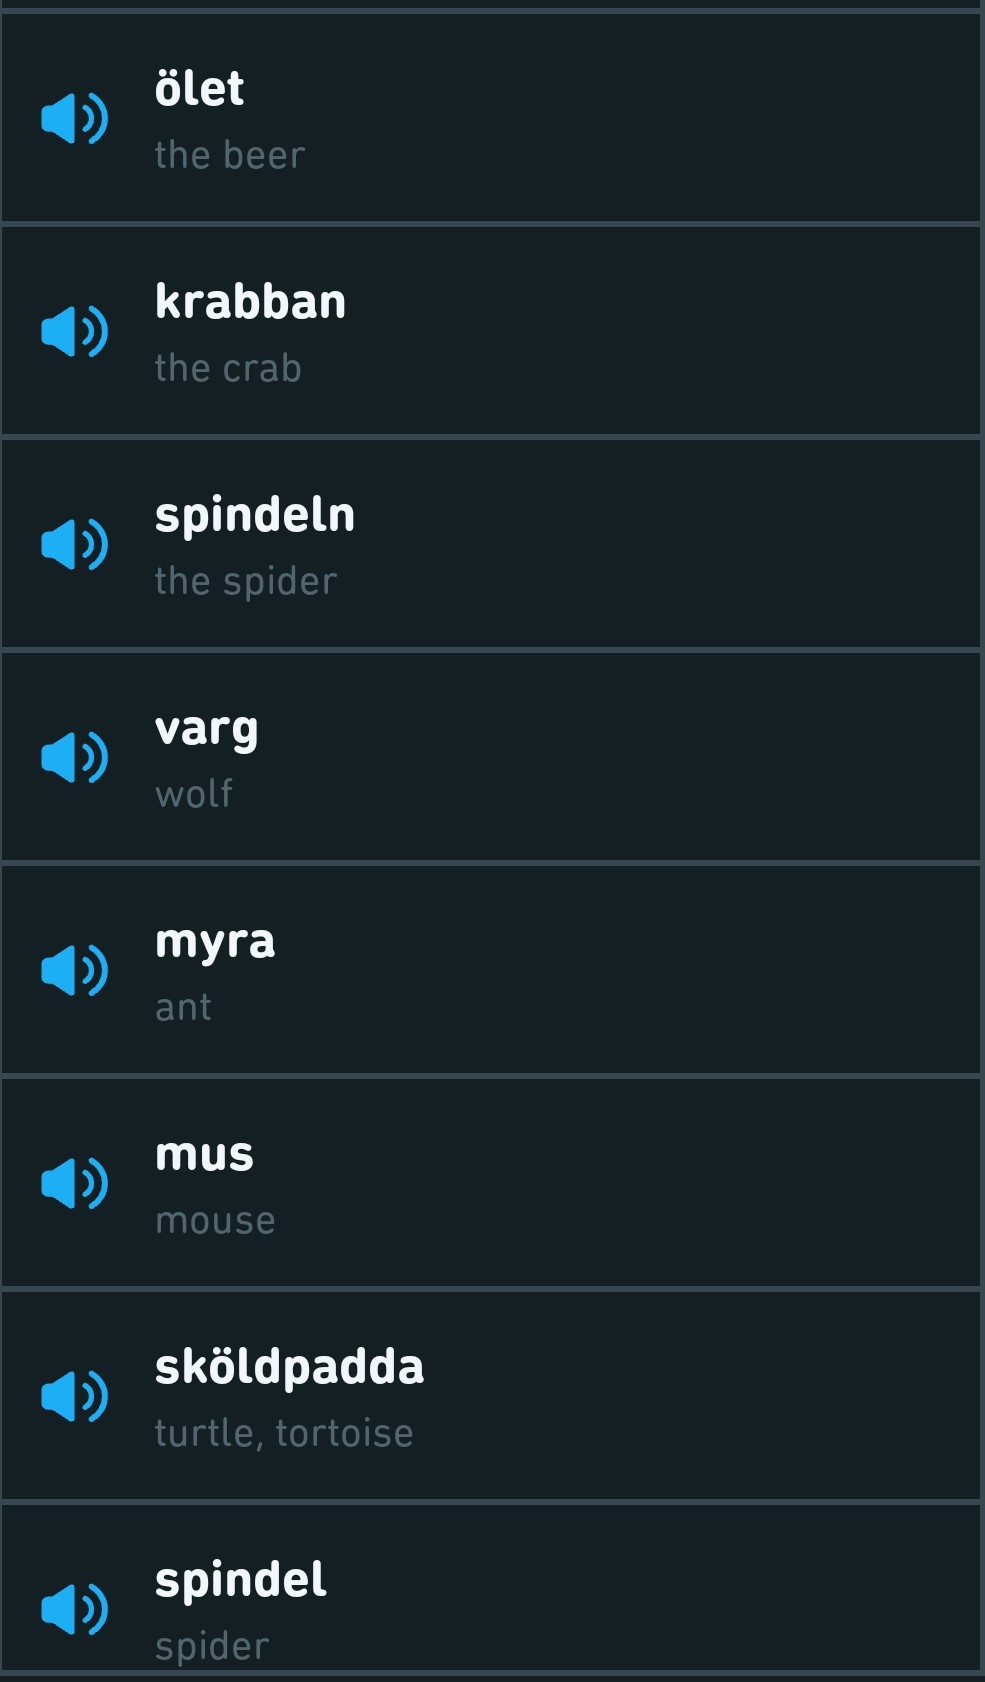 ölet
the beer
krabban
the crab
spindeln
the spider
varg
wolf
myra
ant
mus
mouse
sköldpadda
turtle, tortoise
spindel
spider